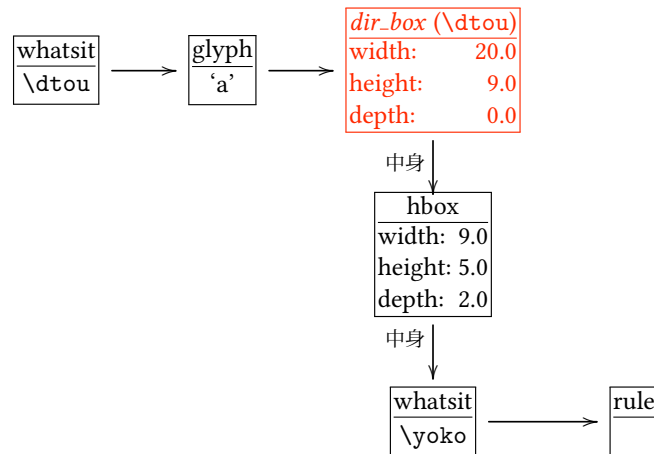 whatsit
\dtou
glyph
‘a’
dir_box (\dtou)
width: 20.0
height: 9.0
depth: 0.0
中身
hbox
width: 9.0
height: 5.0
depth: 2.0
中身
whatsit
\yoko
rule